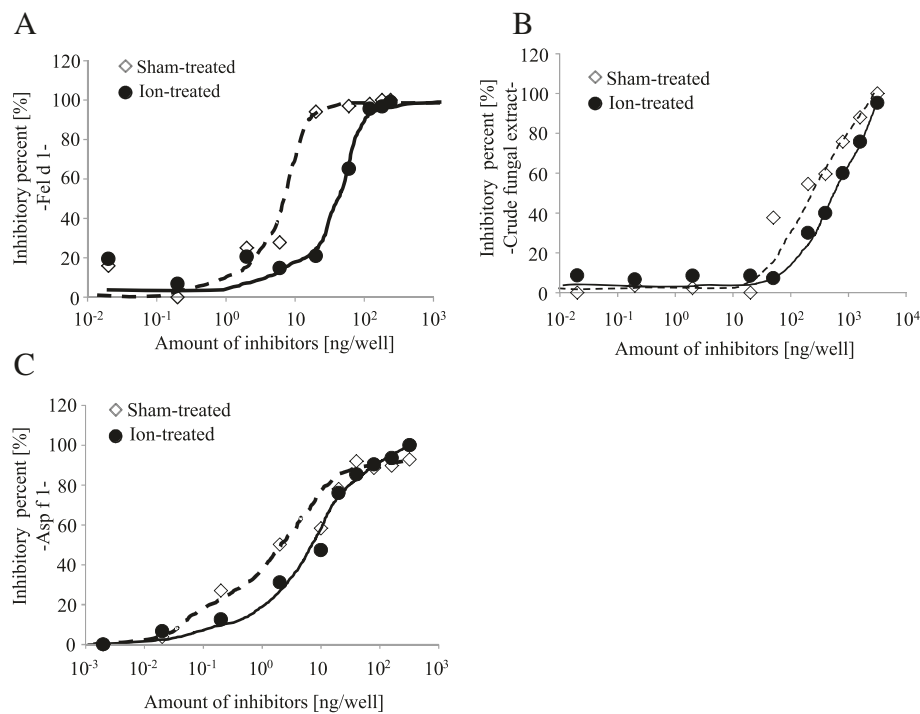 A
Sham-treated
Ion-treated
Inhibitory percent [%]
-Fel d 1-
120
100
80
60
40
20
0
10-2 10-1 100 10 102 103
Amount of inhibitors [ng/well]
B
Sham-treated
Ion-treated
Inhibitory percent [%]
-Crude fungal extract-
120
100
80
60
40
20
0
10-2 10-1 100 10 102 103 104
Amount of inhibitors [ng/well]
C
Sham-treated
Ion-treated
Inhibitory percent [%]
-Asp f 1-
120
100
80
60
40
20
0
10-3 10-2 10-1 100 10 102 103
Amount of inhibitors [ng/well]